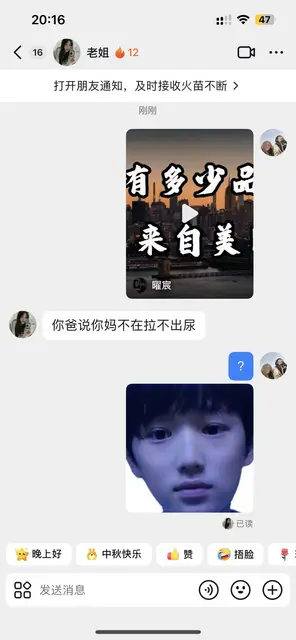 20:16
47
16
老姐
12
打开朋友通知，及时接收火苗不断
刚刚
有多少品
来自美
曜宸
你爸说你妈不在拉不出尿
?
已读
晚上好
中秋快乐
赞
捂脸
发送消息